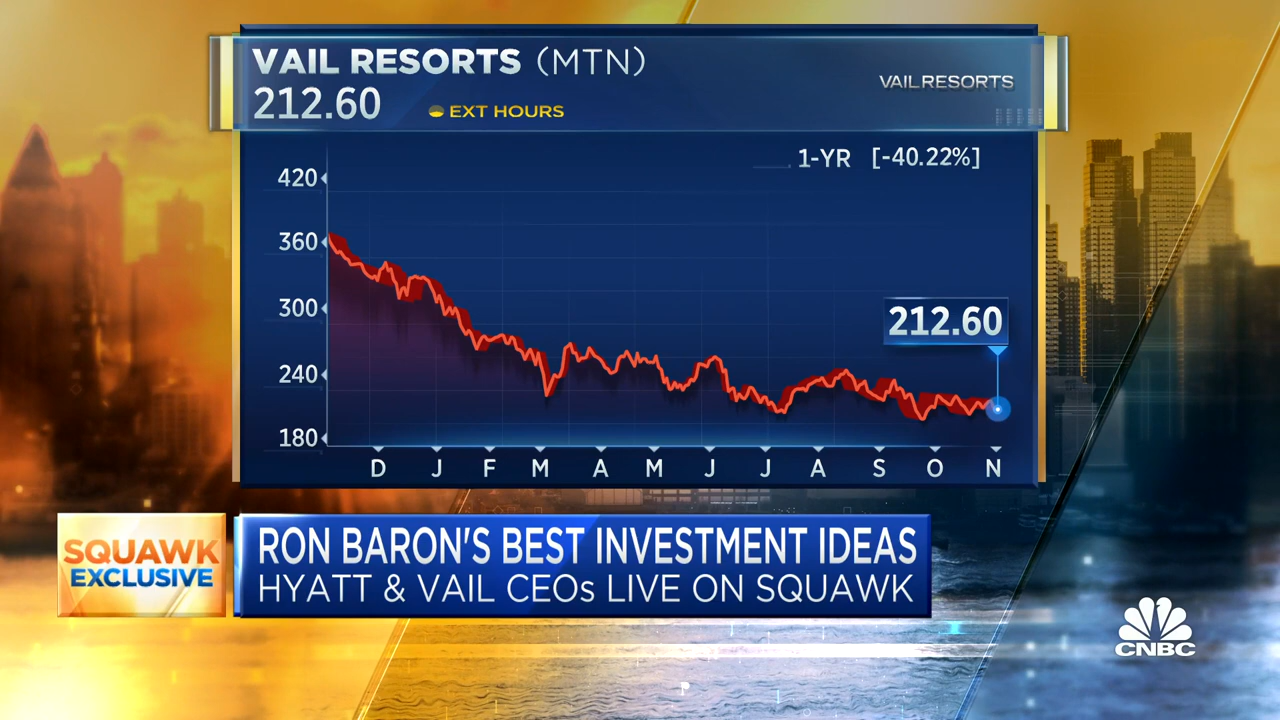 VAIL RESORTS (MTN)
212.60
EXT HOURS
VAILRESORTS
1-YR [-40.22%]
420
360
300
240
180
212.60
D J F M A M J J A S O N
SQUAWK
EXCLUSIVE
RON BARON'S BEST INVESTMENT IDEAS
HYATT & VAIL CEOs LIVE ON SQUAWK
CNBC
P